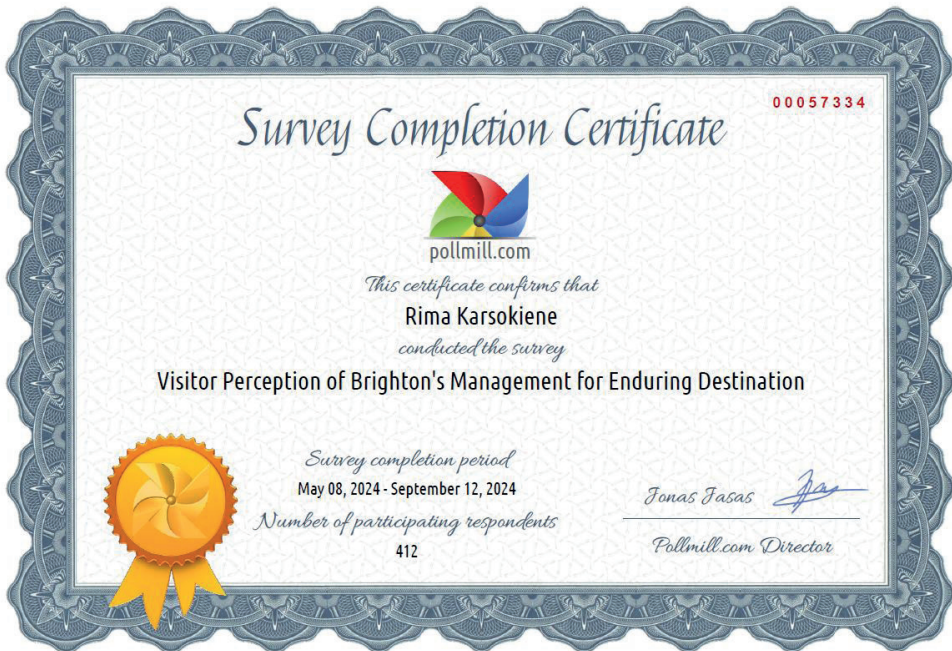 00057334
Survey Completion Certificate
pollmill.com
This certificate confirms that
Rima Karsokiene
conducted the survey
Visitor Perception of Brighton's Management for Enduring Destination
Survey completion period
May 08, 2024 - September 12, 2024
Number of participating respondents
412
Jonas Jasas
Pollmill.com Director